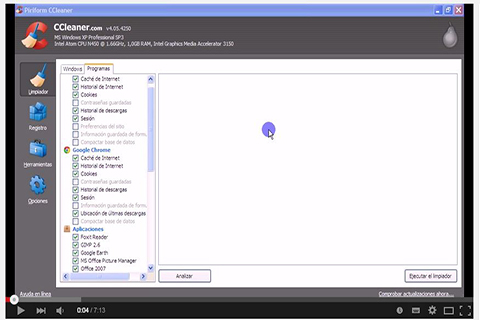 Piriform CCleaner
CCleaner.com v4.05.4250
MS Windows XP Professional SP3
Intel Atom CPU N450 @ 1.66GHz, 1,0GB RAM, Intel Graphics Media Accelerator 3150
Windows Programas
Limpiador
Registro
Herramientas
Opciones
Caché de Internet
Historial de Internet
Cookies
Contraseñas guardadas
Historial de descargas
Sesión
Preferencias del sitio
Información guardada de formu
Compactar base de datos
Google Chrome
Caché de Internet
Historial de Internet
Cookies
Contraseñas guardadas
Historial de descargas
Sesión
Información guardada de formu
Ubicación de últimas descargas
Compactar base de datos
Aplicaciones
Foxit Reader
GIMP 2.6
Google Earth
MS Office Picture Manager
Office 2007
Analizar
Ejecutar el limpiador
Ayuda en línea
Comprobar actualizaciones ahora...
0:04 / 7:13